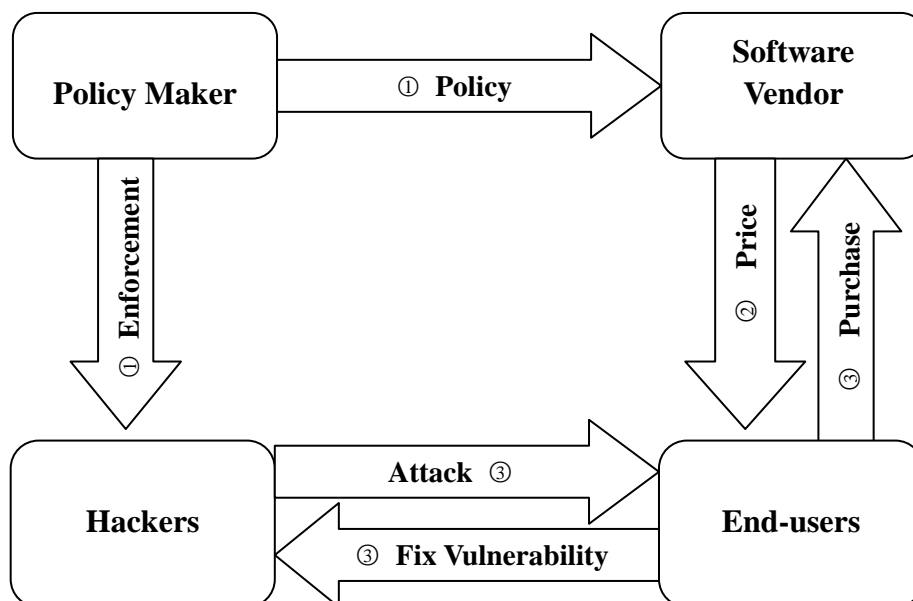 Policy Maker
① Policy
Software
Vendor
① Enforcement
② Price
③ Purchase
Hackers
Attack ③
③ Fix Vulnerability
End-users